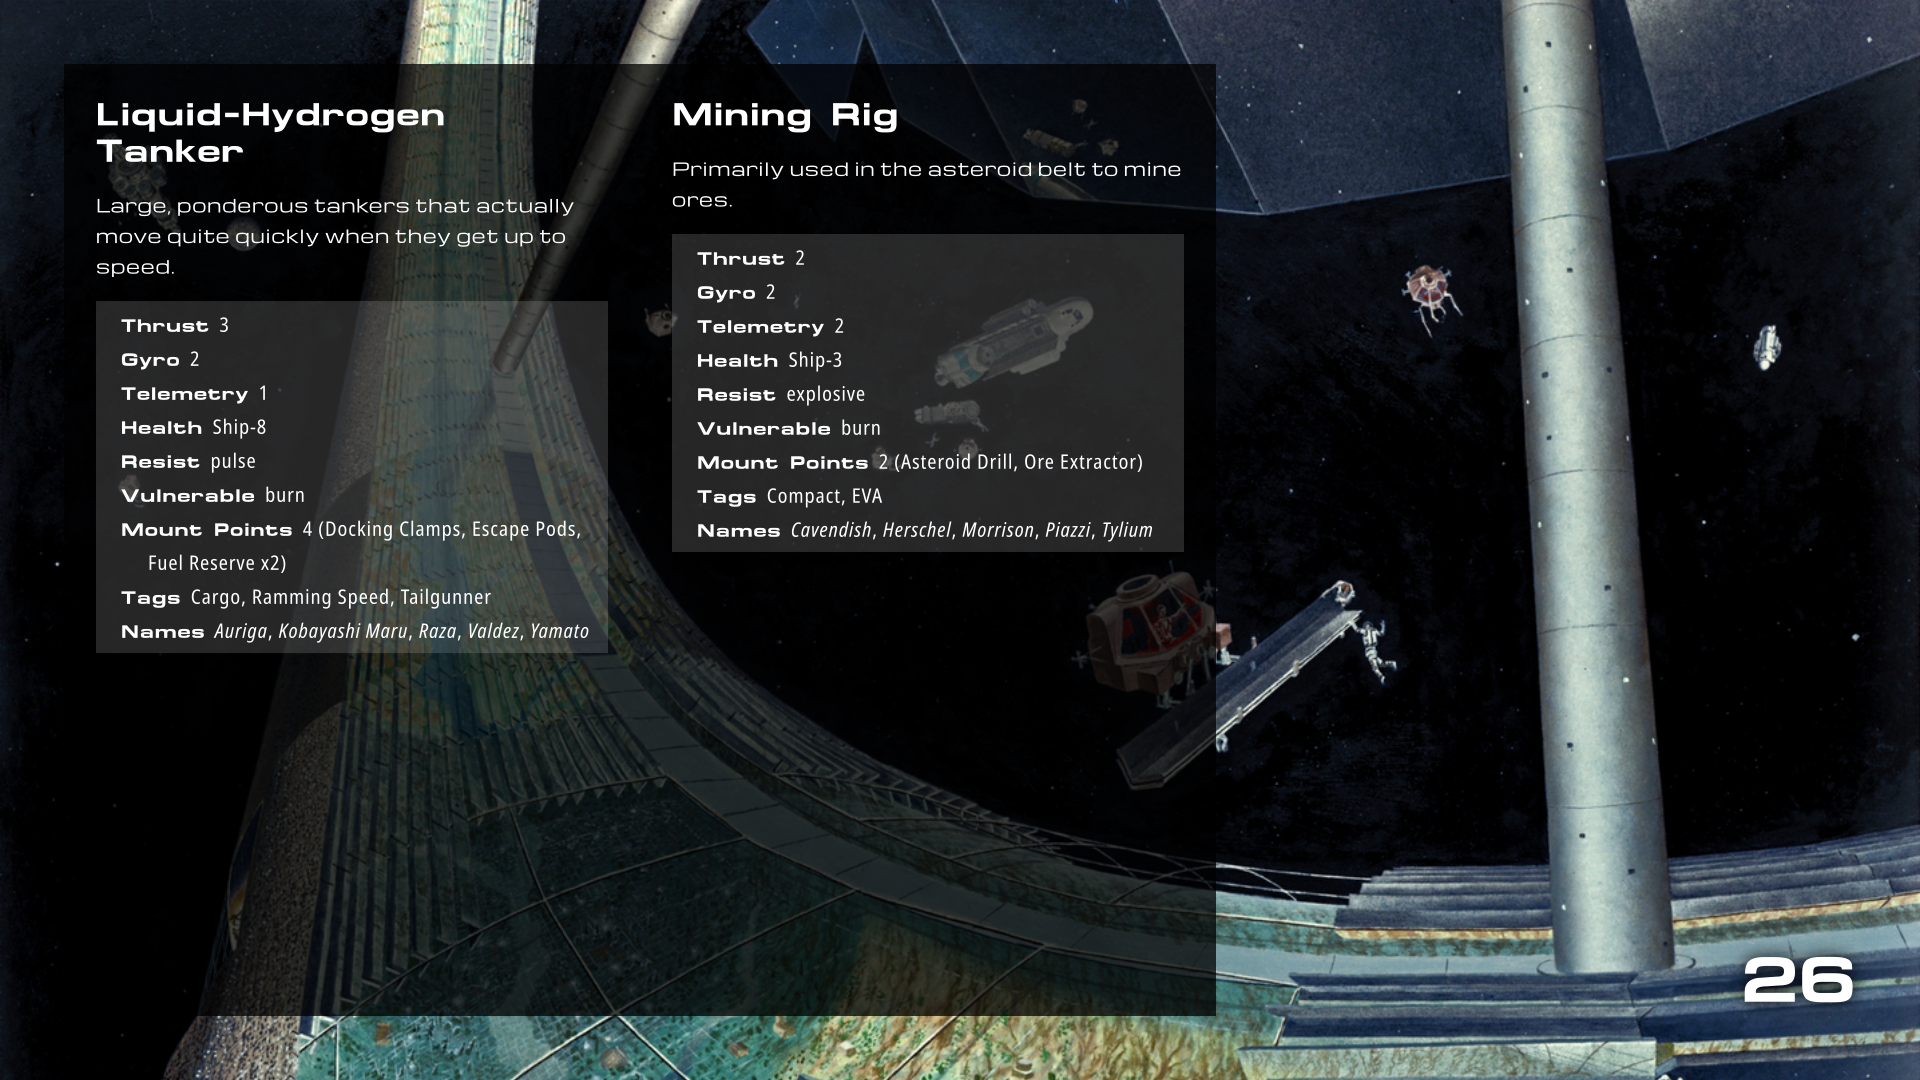 Liquid-Hydrogen
Tanker
Large, ponderous tankers that actually
move quite quickly when they get up to
speed.
Thrust 3
Gyro 2
Telemetry 1
Health Ship-8
Resist pulse
Vulnerable burn
Mount Points 4 (Docking Clamps, Escape Pods,
Fuel Reserve x2)
Tags Cargo, Ramming Speed, Tailgunner
Names Auriga, Kobayashi Maru, Raza, Valdez, Yamato
Mining Rig
Primarily used in the asteroid belt to mine
ores.
Thrust 2
Gyro 2
Telemetry 2
Health Ship-3
Resist explosive
Vulnerable burn
Mount Points 2 (Asteroid Drill, Ore Extractor)
Tags Compact, EVA
Names Cavendish, Herschel, Morrison, Piazzi, Tylium
26